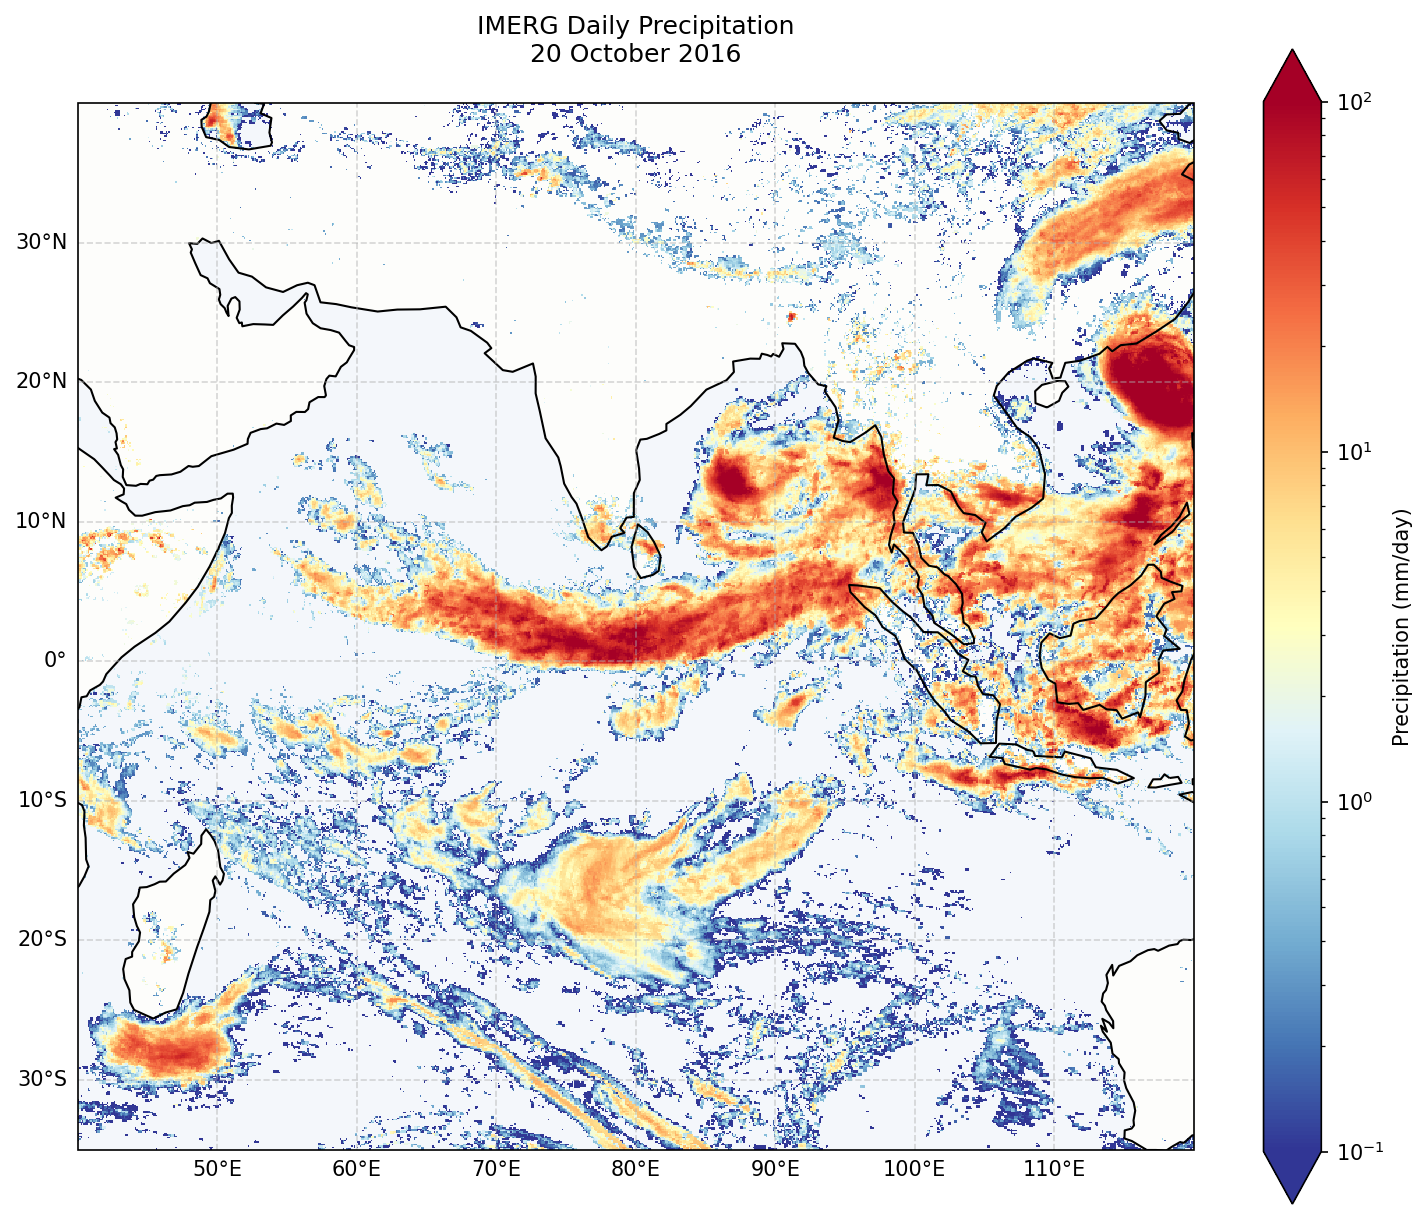 IMERG Daily Precipitation
20 October 2016
30°N
20°N
10°N
0°
10°S
20°S
30°S
50°E 60°E 70°E 80°E 90°E 100°E 110°E
10²
10¹
10⁰
10⁻¹
Precipitation (mm/day)